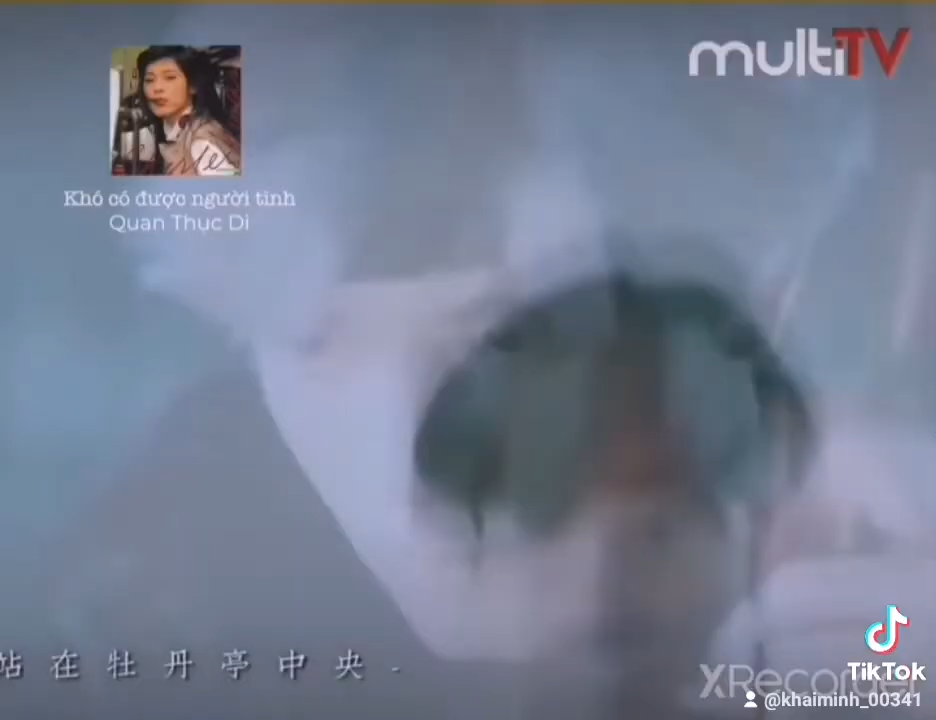 multiTV
Khó có được người tình
Quan Thục Di
站在牡丹亭中央-
TikTok
XRecorder
@khaiminh_00341